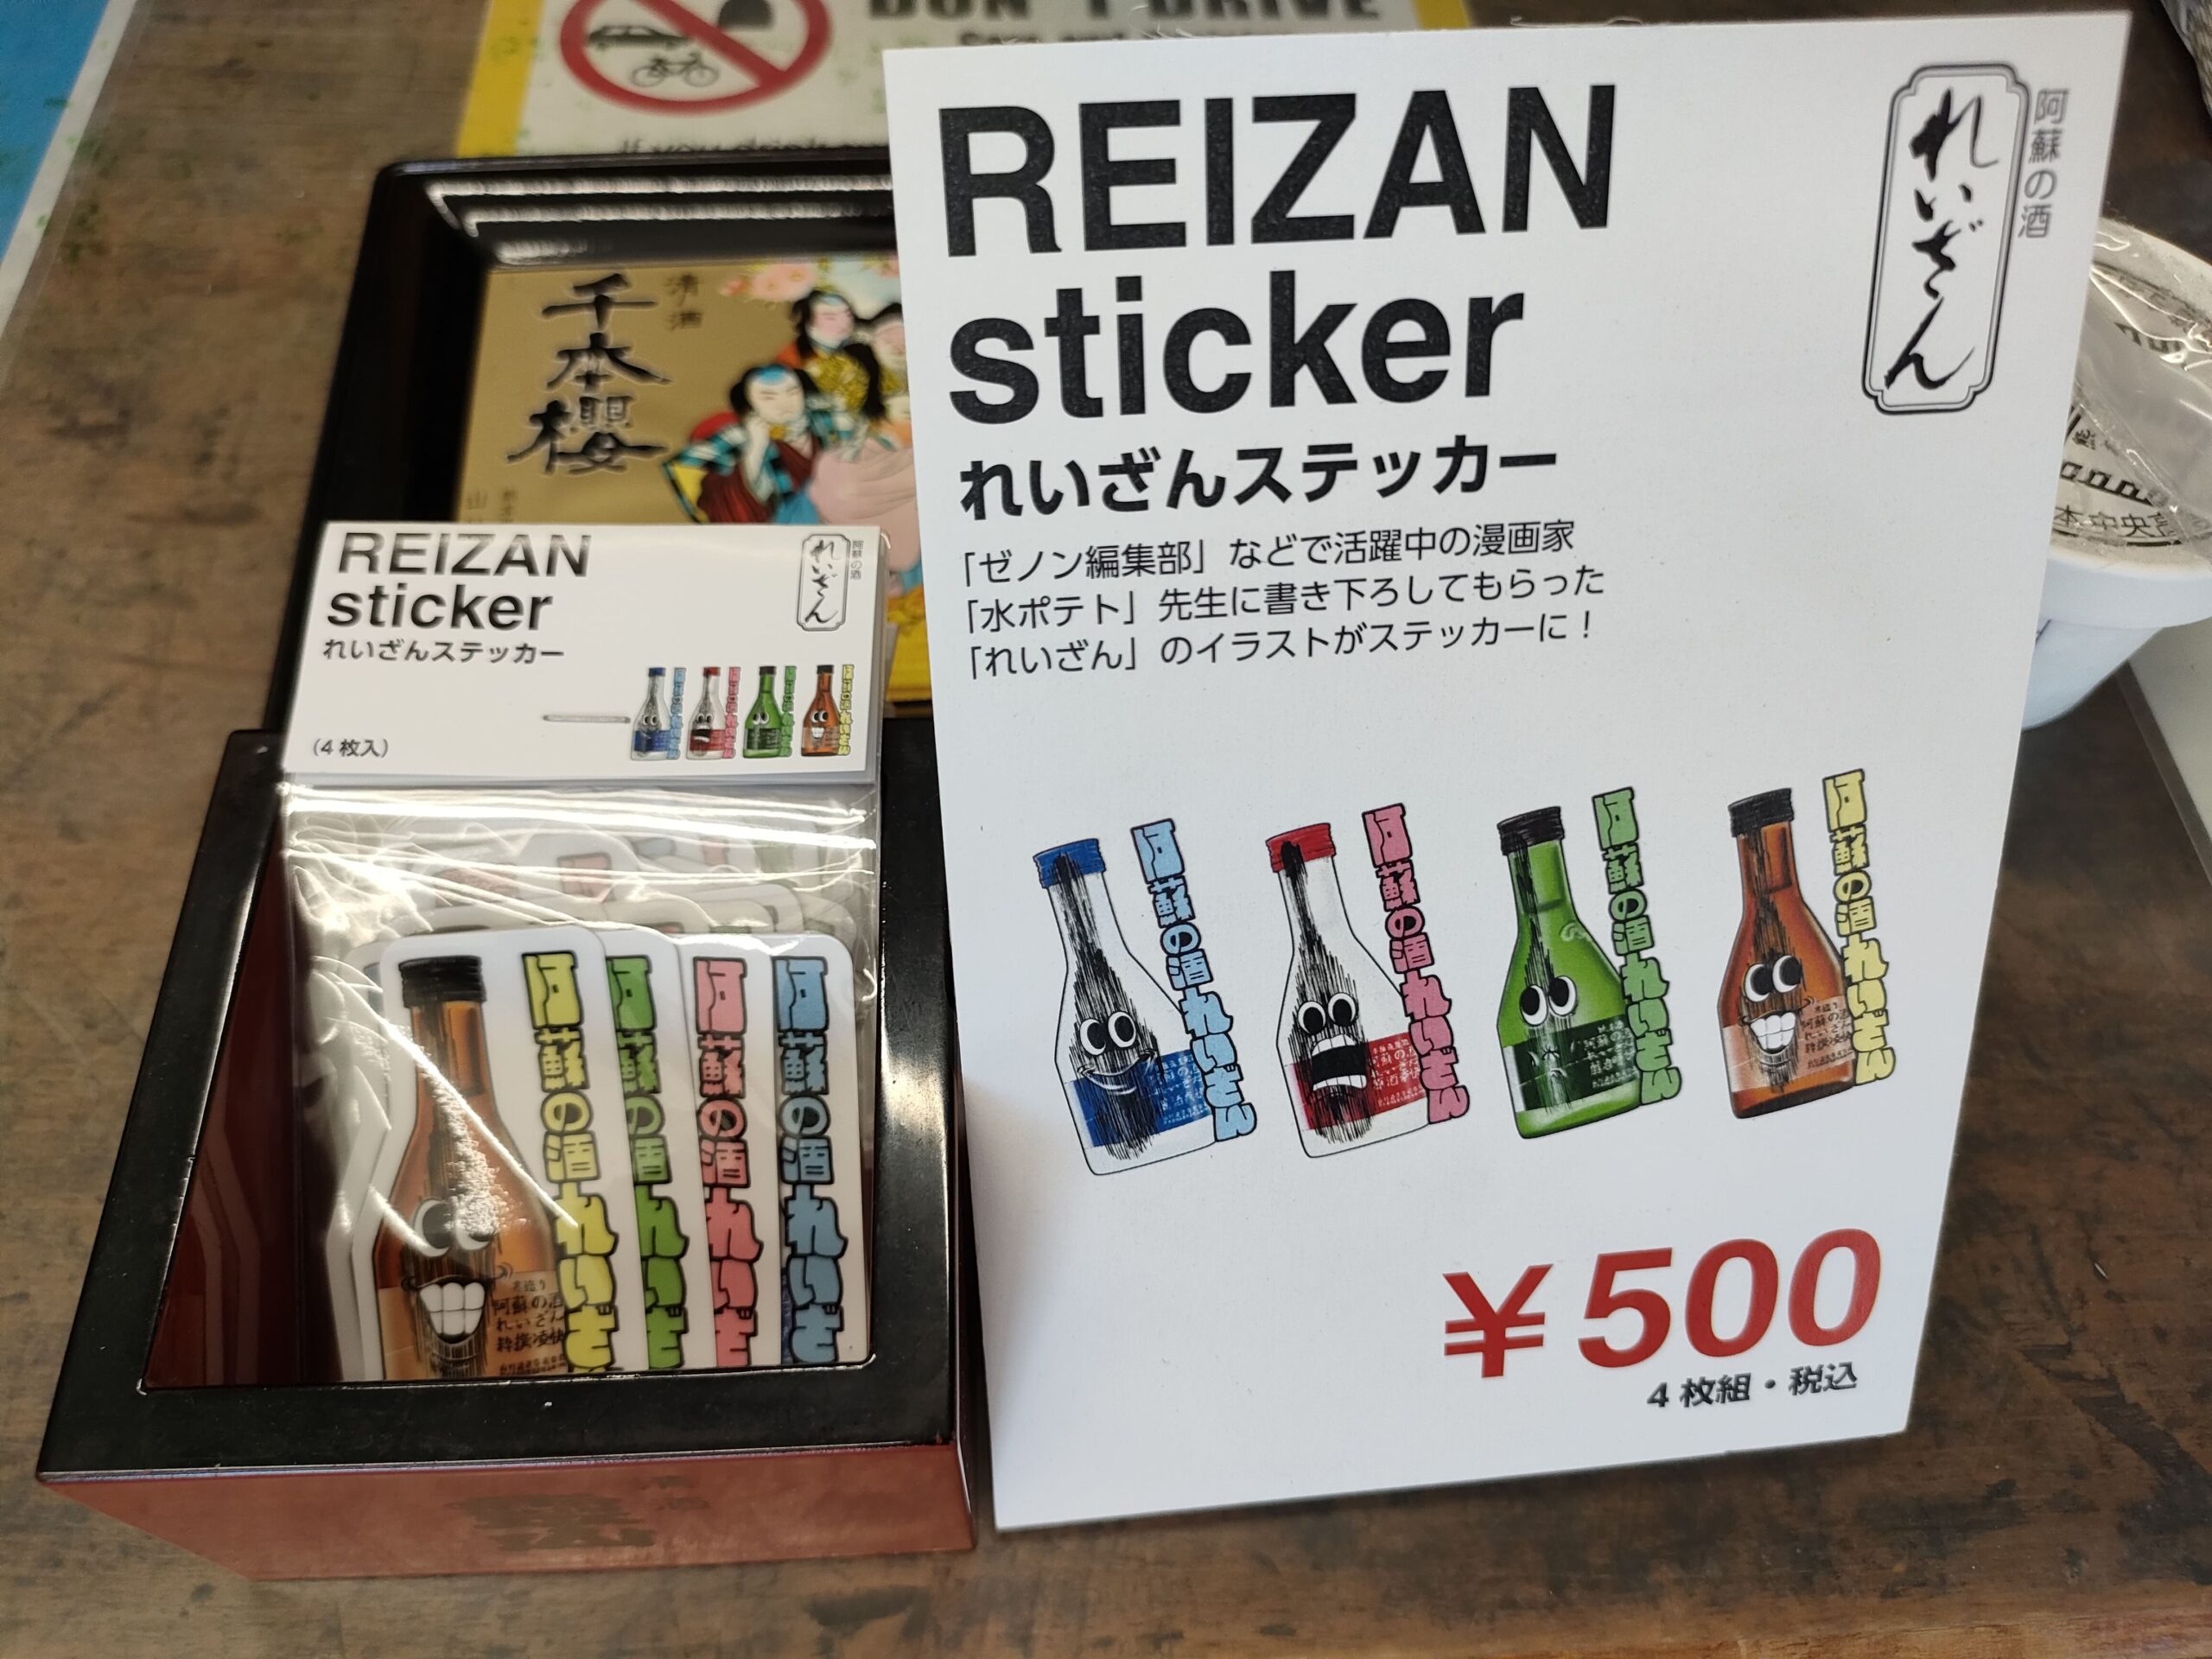 DON'T DRIVE
清酒
千本櫻
REIZAN
sticker
れいざんステッカー
(4枚入)
阿蘇の酒
れいざん
阿蘇の酒れいざ
阿蘇の酒れいざ
阿蘇の酒れいざ
阿蘇の酒れいざ
阿蘇の酒
れいざん
REIZAN
sticker
れいざんステッカー
「ゼノン編集部」などで活躍中の漫画家
「水ポテト」先生に書き下ろしてもらった
「れいざん」のイラストがステッカーに!
阿蘇の酒
れいざん
阿蘇の酒れいざん
阿蘇の酒れいざん
阿蘇の酒れいざん
阿蘇の酒れいざん
¥500
4枚組・税込